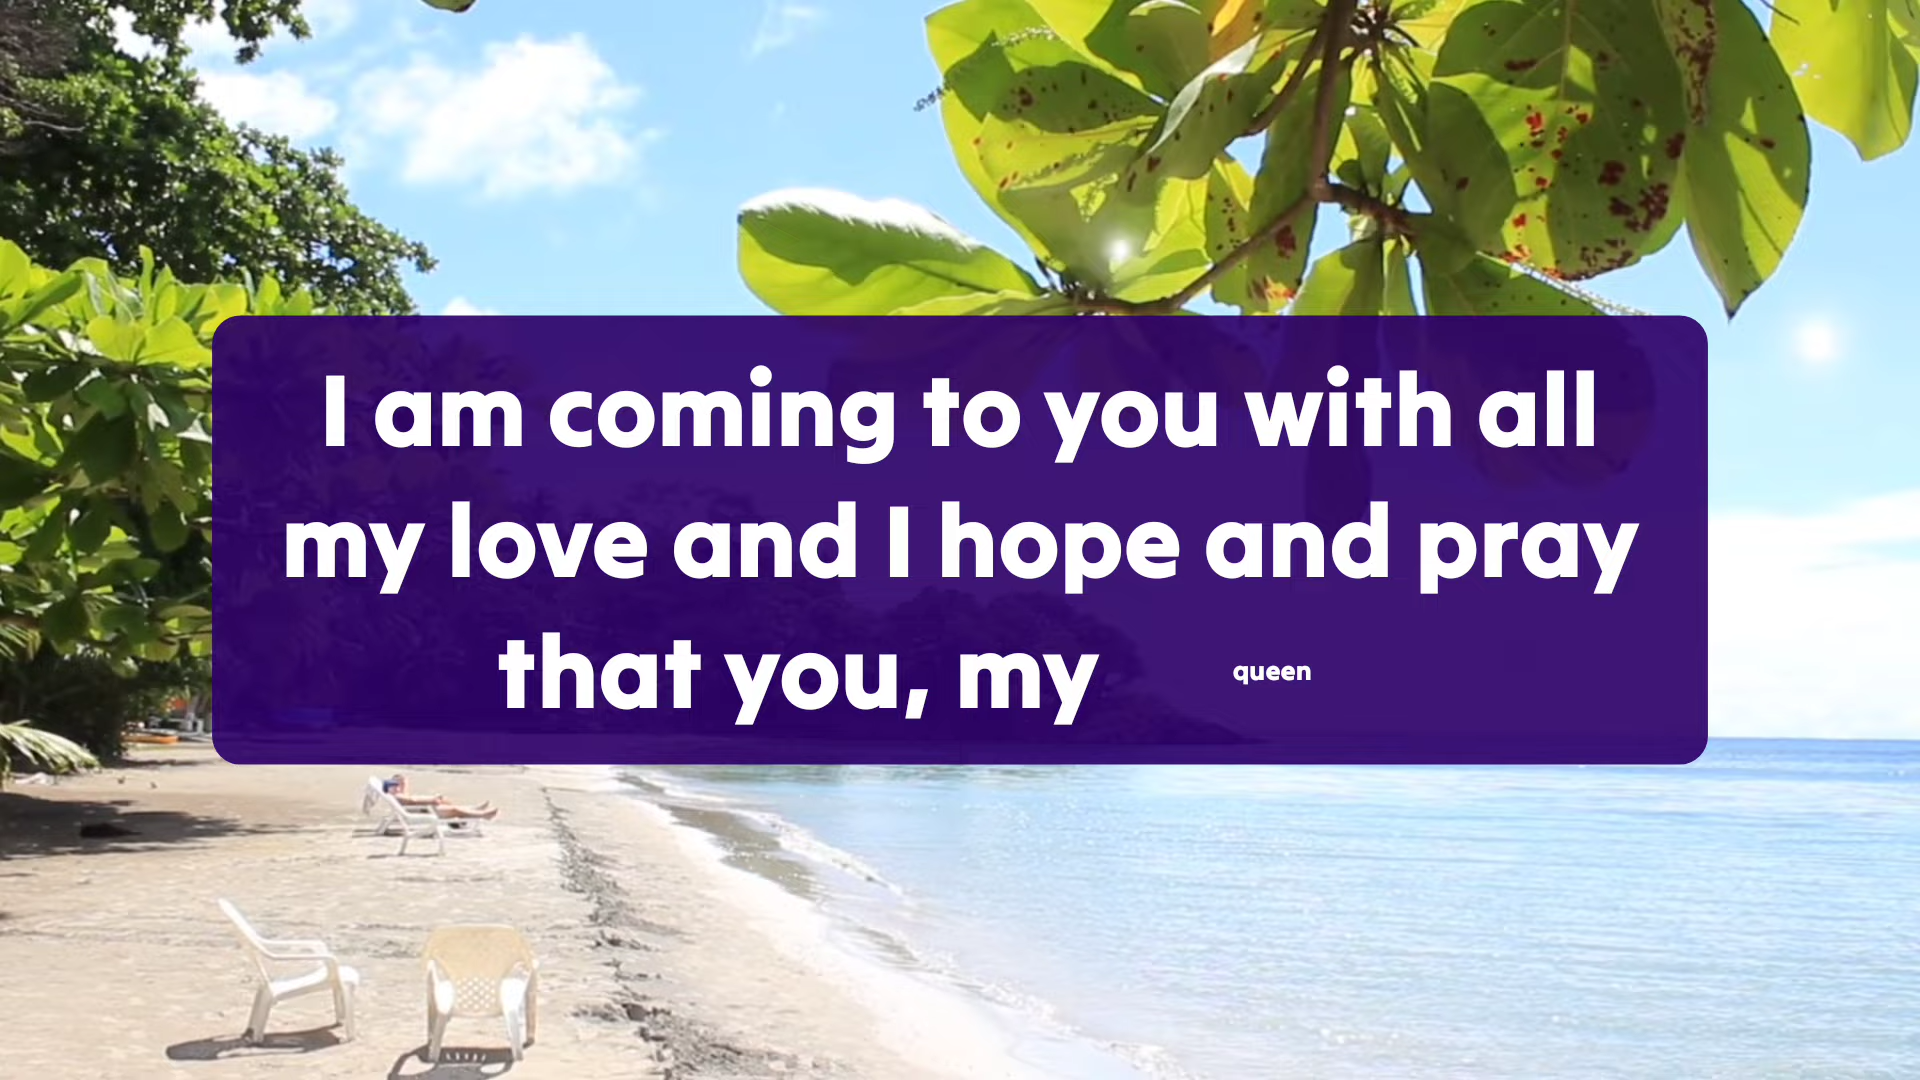 I am coming to you with all
my love and I hope and pray
that you, my queen